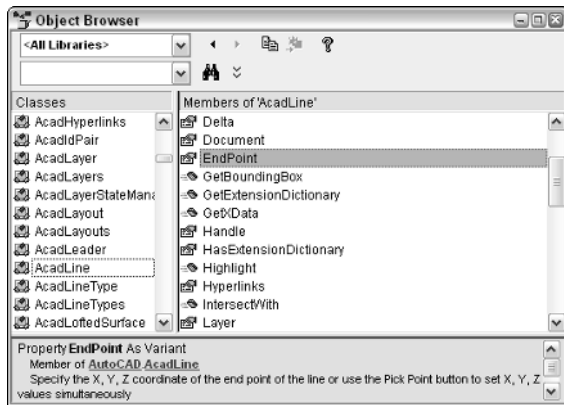 Object Browser
<All Libraries>
Classes
Members of 'AcadLine'
AcadHyperlinks
AcadIdPair
AcadLayer
AcadLayers
AcadLayerStateMana
AcadLayout
AcadLayouts
AcadLeader
AcadLine
AcadLineType
AcadLineTypes
AcadLoftedSurface
Delta
Document
EndPoint
GetBoundingBox
GetExtensionDictionary
GetXData
Handle
HasExtensionDictionary
Highlight
Hyperlinks
IntersectWith
Layer
Property EndPoint As Variant
Member of AutoCAD.AcadLine
Specify the X, Y, Z coordinate of the end point of the line or use the Pick Point button to set X, Y, Z
values simultaneously